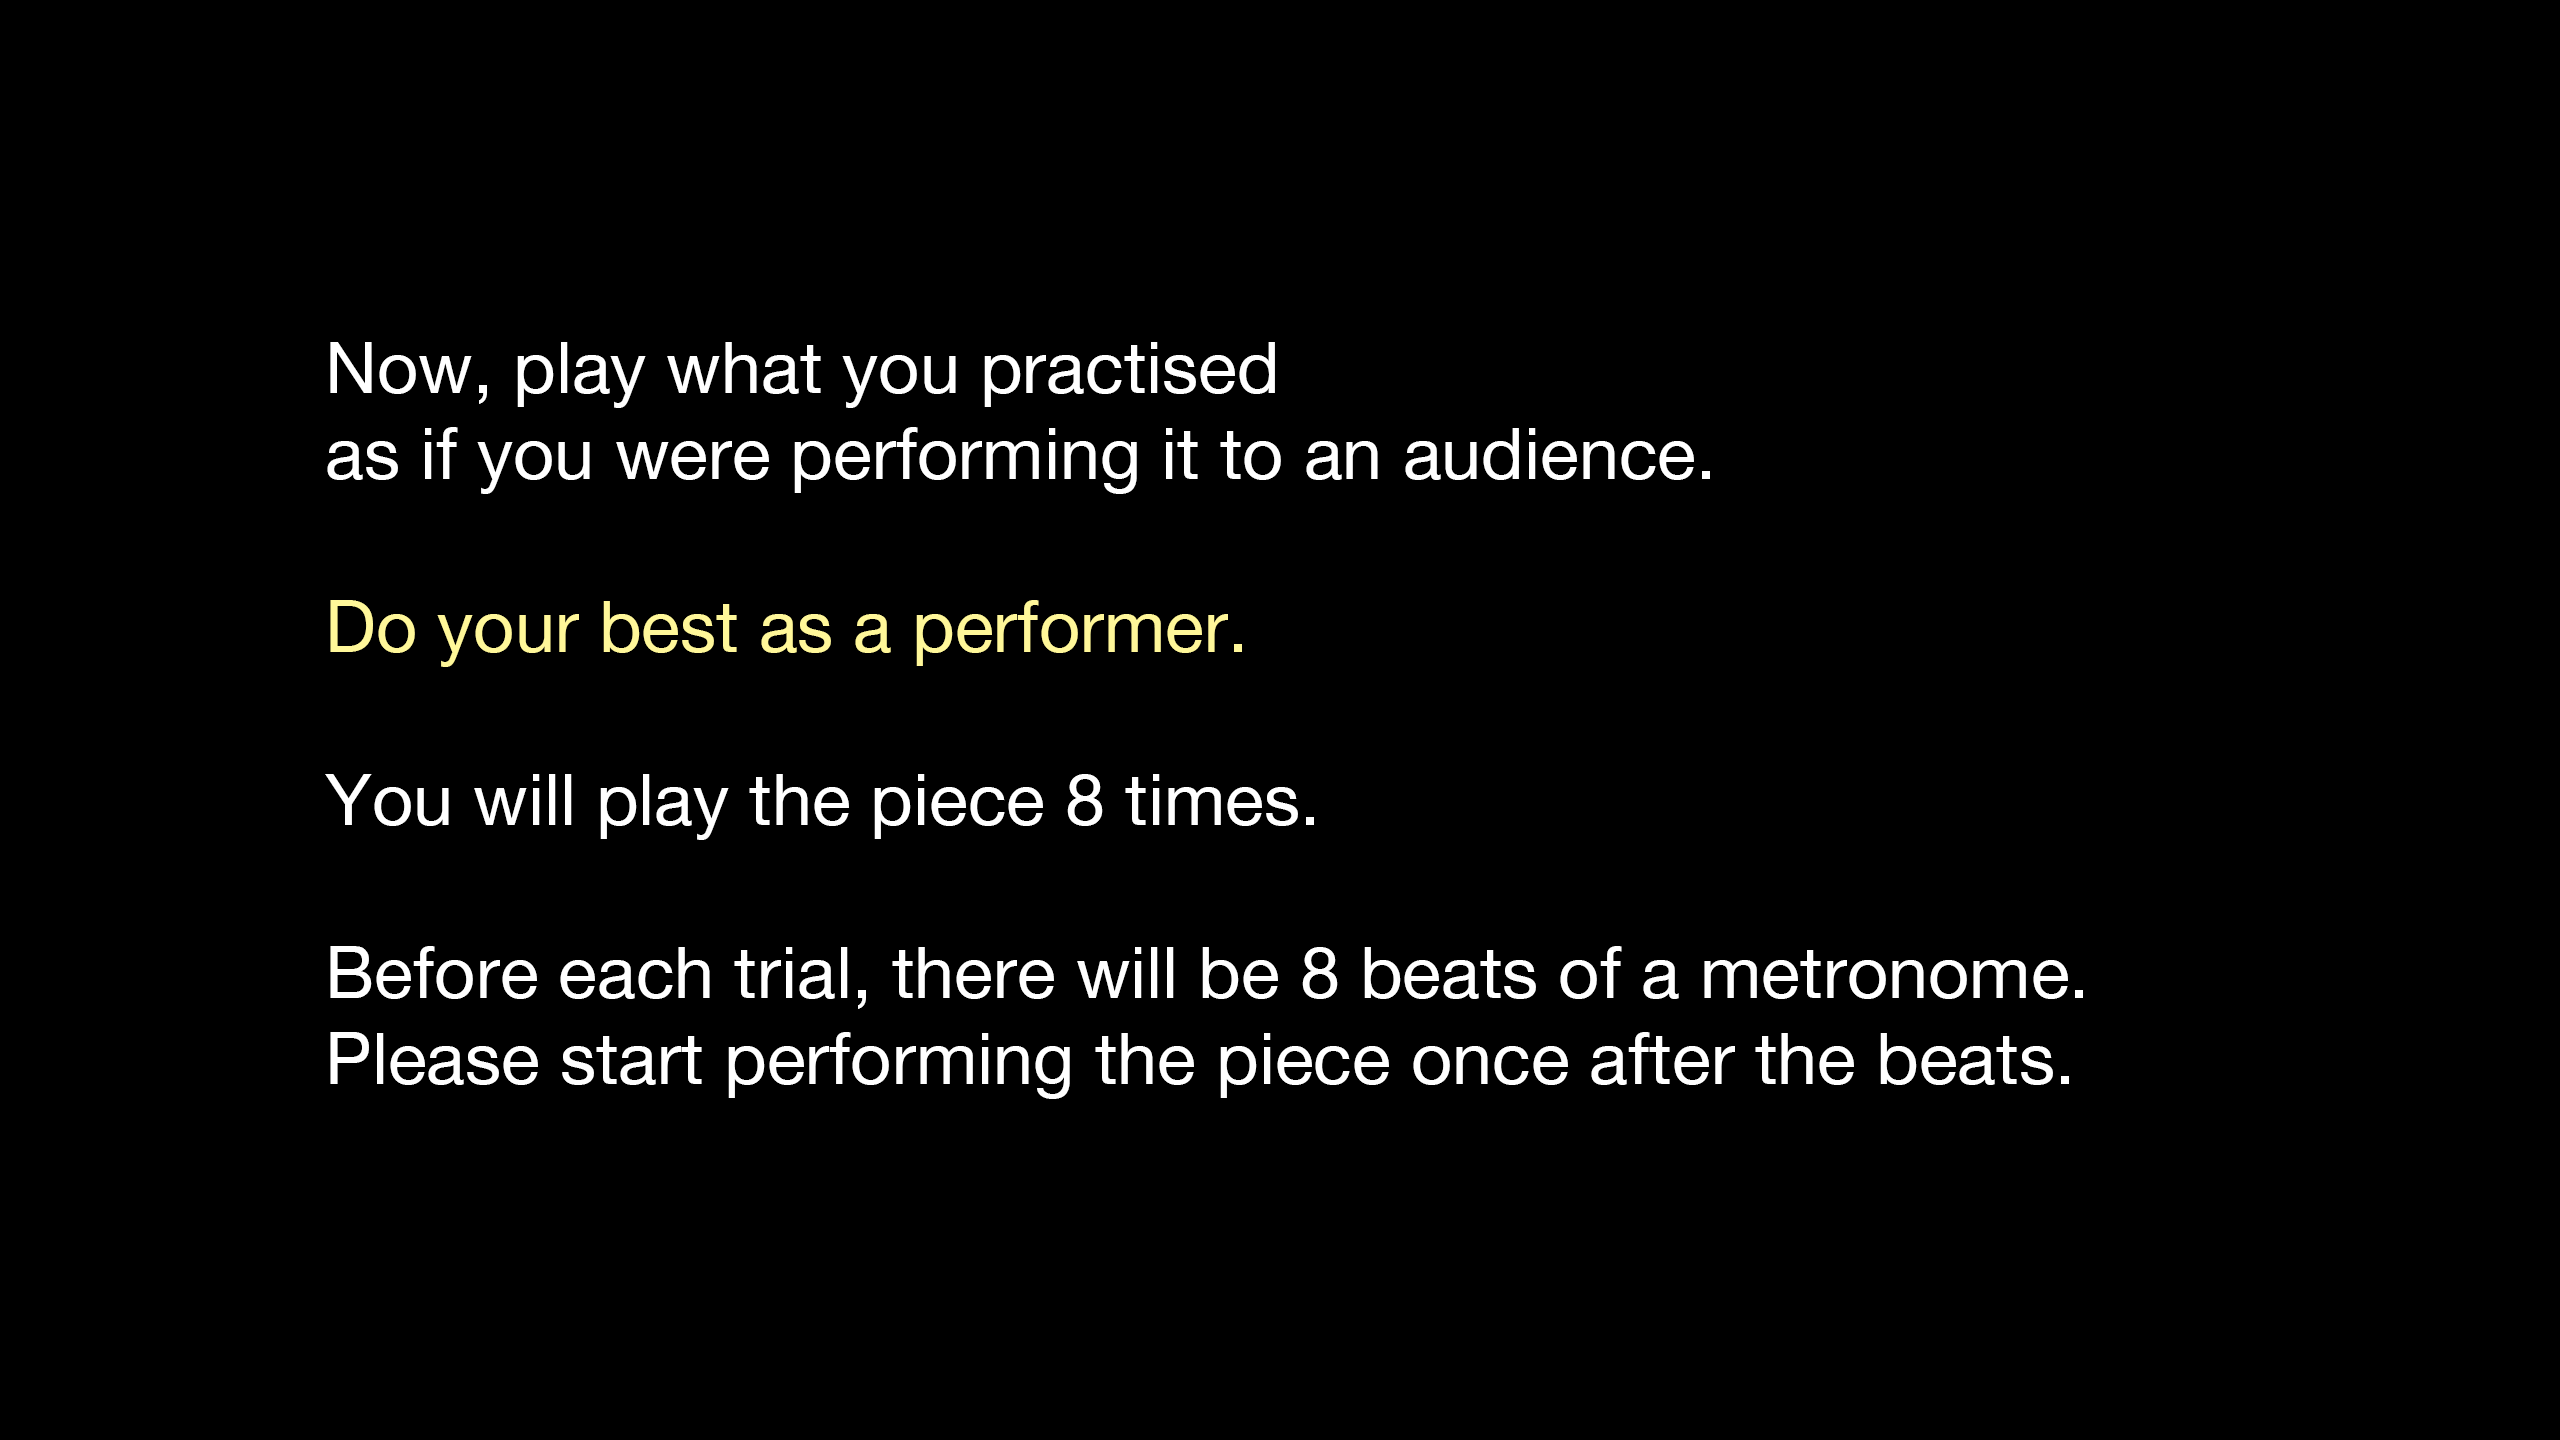 Now, play what you practised
as if you were performing it to an audience.
Do your best as a performer.
You will play the piece 8 times.
Before each trial, there will be 8 beats of a metronome.
Please start performing the piece once after the beats.